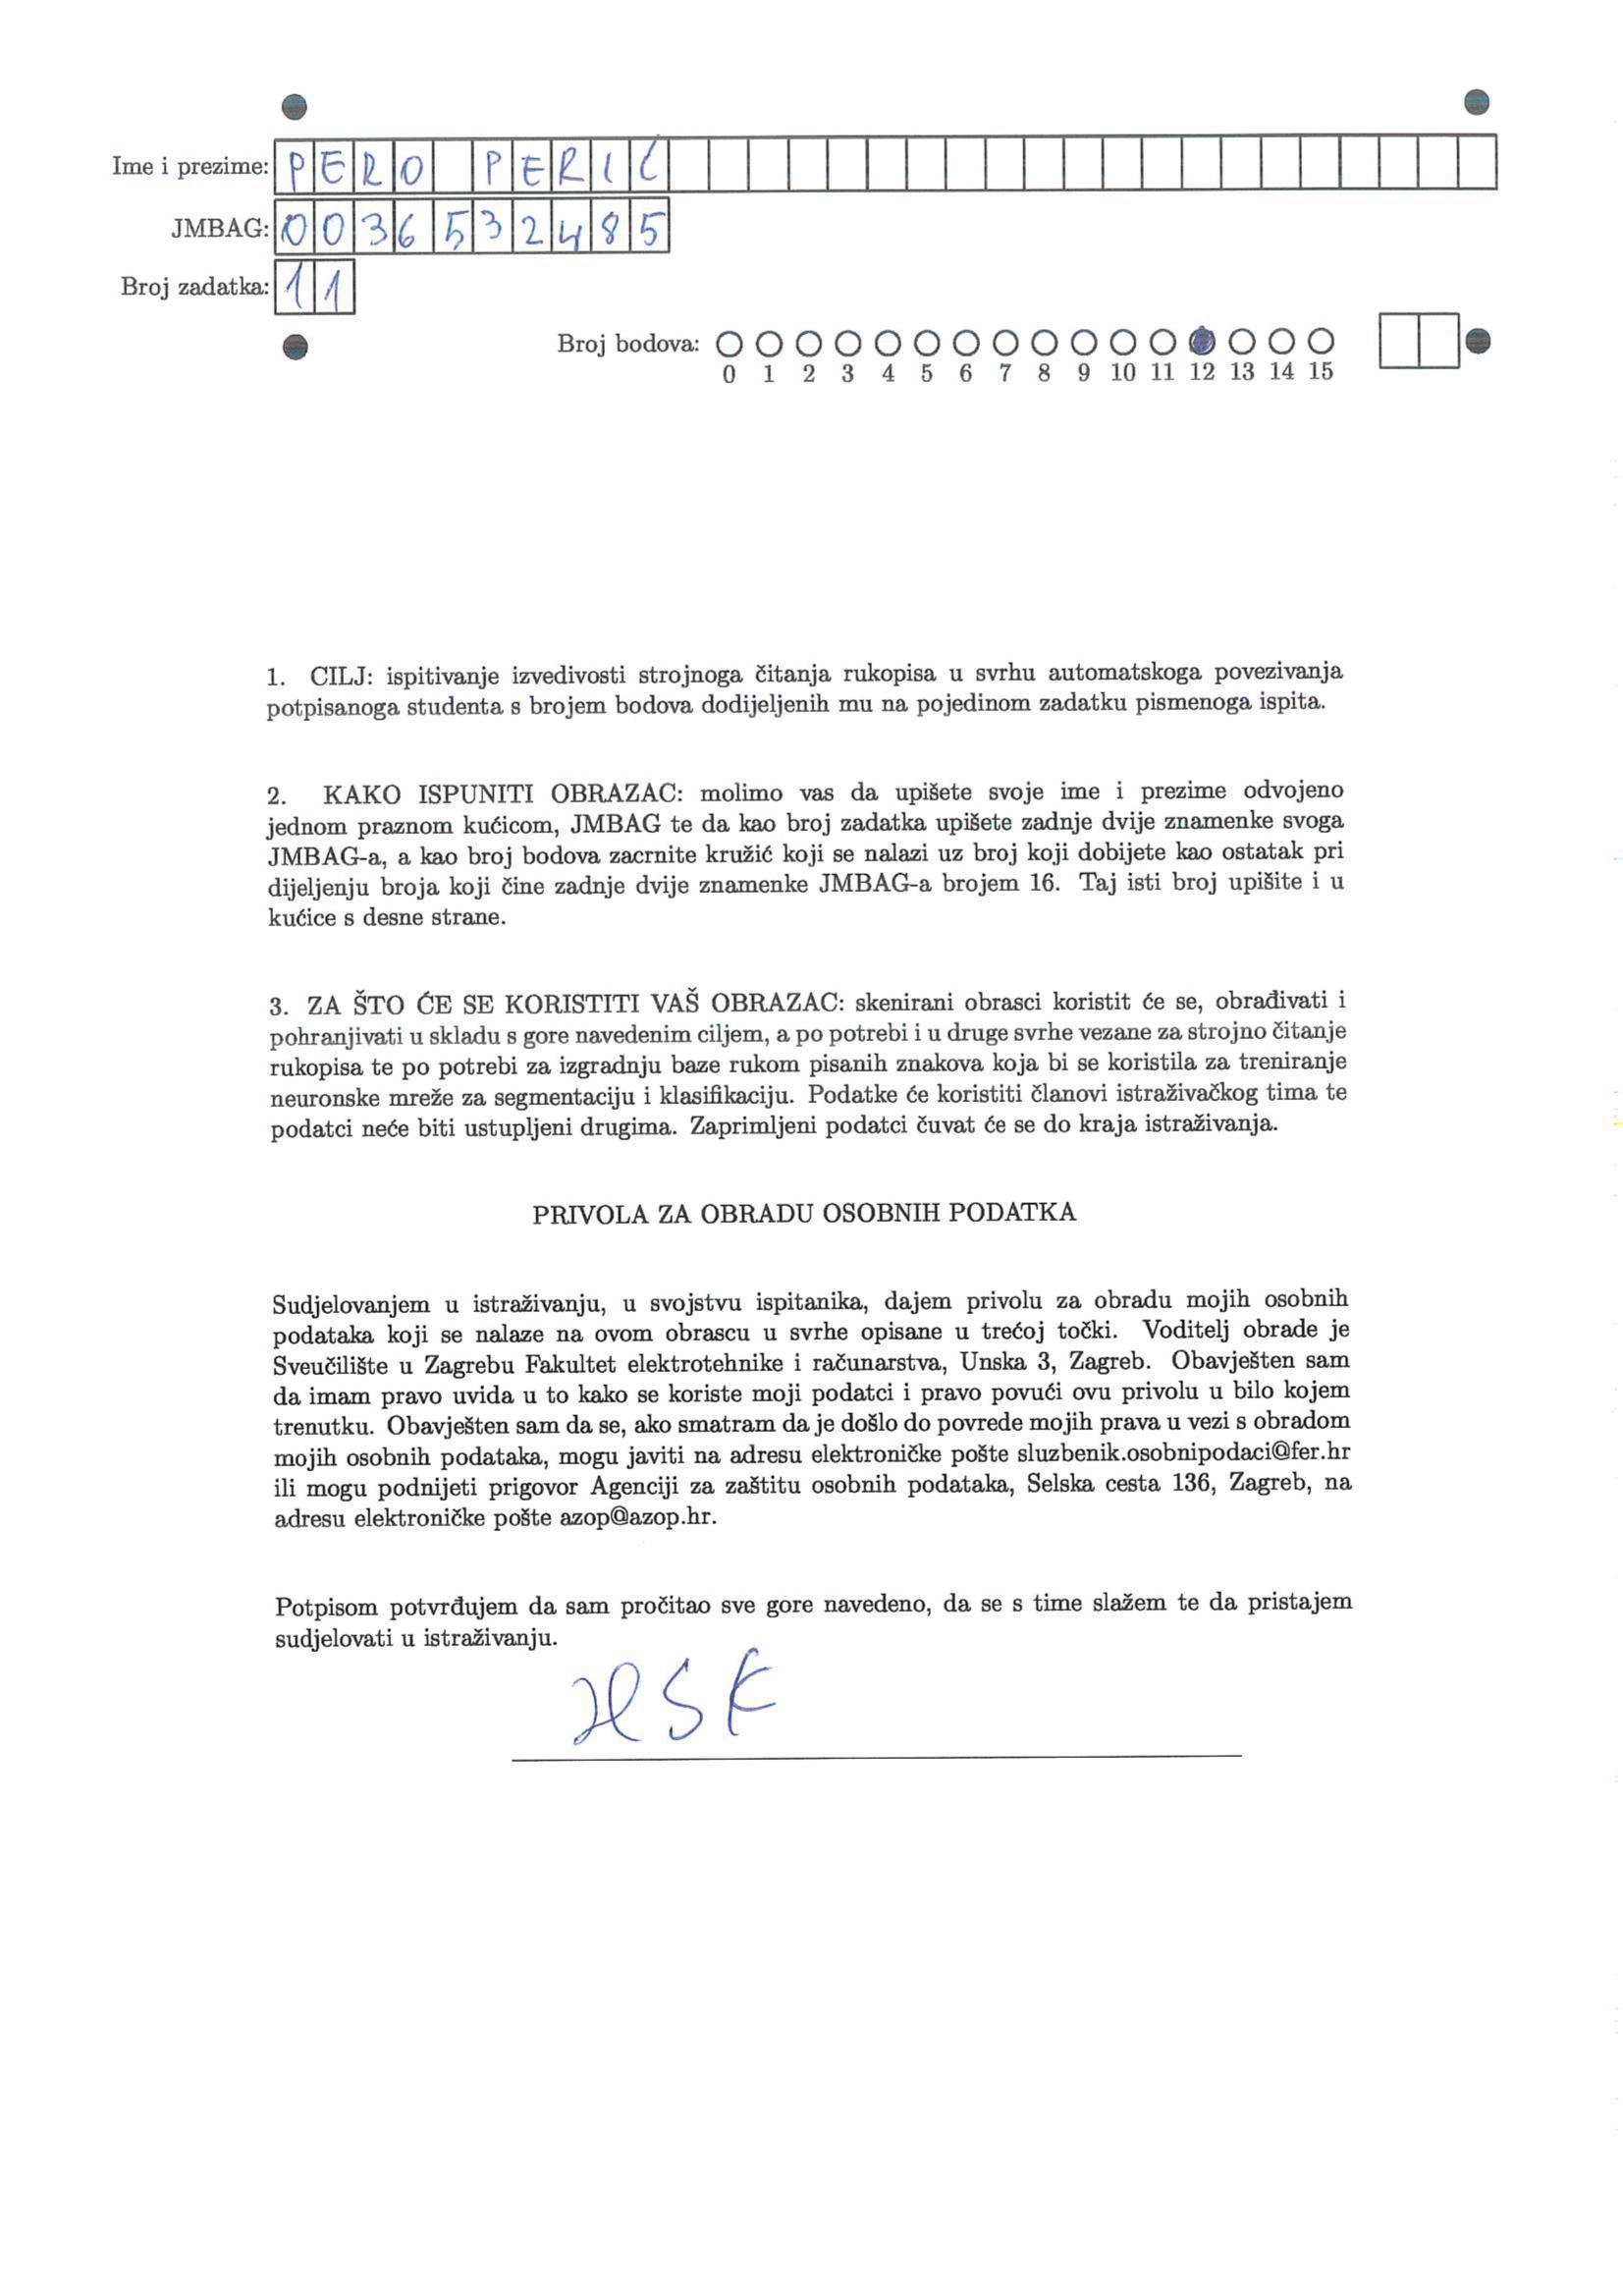 Ime i prezime: PERO PERIĆ
JMBAG: 0036532485
Broj zadatka: 11
Broj bodova:
0 1 2 3 4 5 6 7 8 9 10 11 12 13 14 15
1. CILJ: ispitivanje izvedivosti strojnoga čitanja rukopisa u svrhu automatskoga povezivanja
potpisanoga studenta s brojem bodova dodijeljenih mu na pojedinom zadatku pismenoga ispita.
2. KAKO ISPUNITI OBRAZAC: molimo vas da upišete svoje ime i prezime odvojeno
jednom praznom kućicom, JMBAG te da kao broj zadatka upišete zadnje dvije znamenke svoga
JMBAG-a, a kao broj bodova zacrnite kružić koji se nalazi uz broj koji dobijete kao ostatak pri
dijeljenju broja koji čine zadnje dvije znamenke JMBAG-a brojem 16. Taj isti broj upišite i u
kućice s desne strane.
3. ZA ŠTO ĆE SE KORISTITI VAŠ OBRAZAC: skenirani obrasci koristit će se, obrađivati i
pohranjivati u skladu s gore navedenim ciljem, a po potrebi i u druge svrhe vezane za strojno čitanje
rukopisa te po potrebi za izgradnju baze rukom pisanih znakova koja bi se koristila za treniranje
neuronske mreže za segmentaciju i klasifikaciju. Podatke će koristiti članovi istraživačkog tima te
podatci neće biti ustupljeni drugima. Zaprimljeni podatci čuvat će se do kraja istraživanja.
PRIVOLA ZA OBRADU OSOBNIH PODATKA
Sudjelovanjem u istraživanju, u svojstvu ispitanika, dajem privolu za obradu mojih osobnih
podataka koji se nalaze na ovom obrascu u svrhe opisane u trećoj točki. Voditelj obrade je
Sveučilište u Zagrebu Fakultet elektrotehnike i računarstva, Unska 3, Zagreb. Obavješten sam
da imam pravo uvida u to kako se koriste moji podatci i pravo povući ovu privolu u bilo kojem
trenutku. Obavješten sam da se, ako smatram da je došlo do povrede mojih prava u vezi s obradom
mojih osobnih podataka, mogu javiti na adresu elektroničke pošte sluzbenik.osobnipodaci@fer.hr
ili mogu podnijeti prigovor Agenciji za zaštitu osobnih podataka, Selska cesta 136, Zagreb, na
adresu elektroničke pošte azop@azop.hr.
Potpisom potvrđujem da sam pročitao sve gore navedeno, da se s time slažem te da pristajem
sudjelovati u istraživanju.